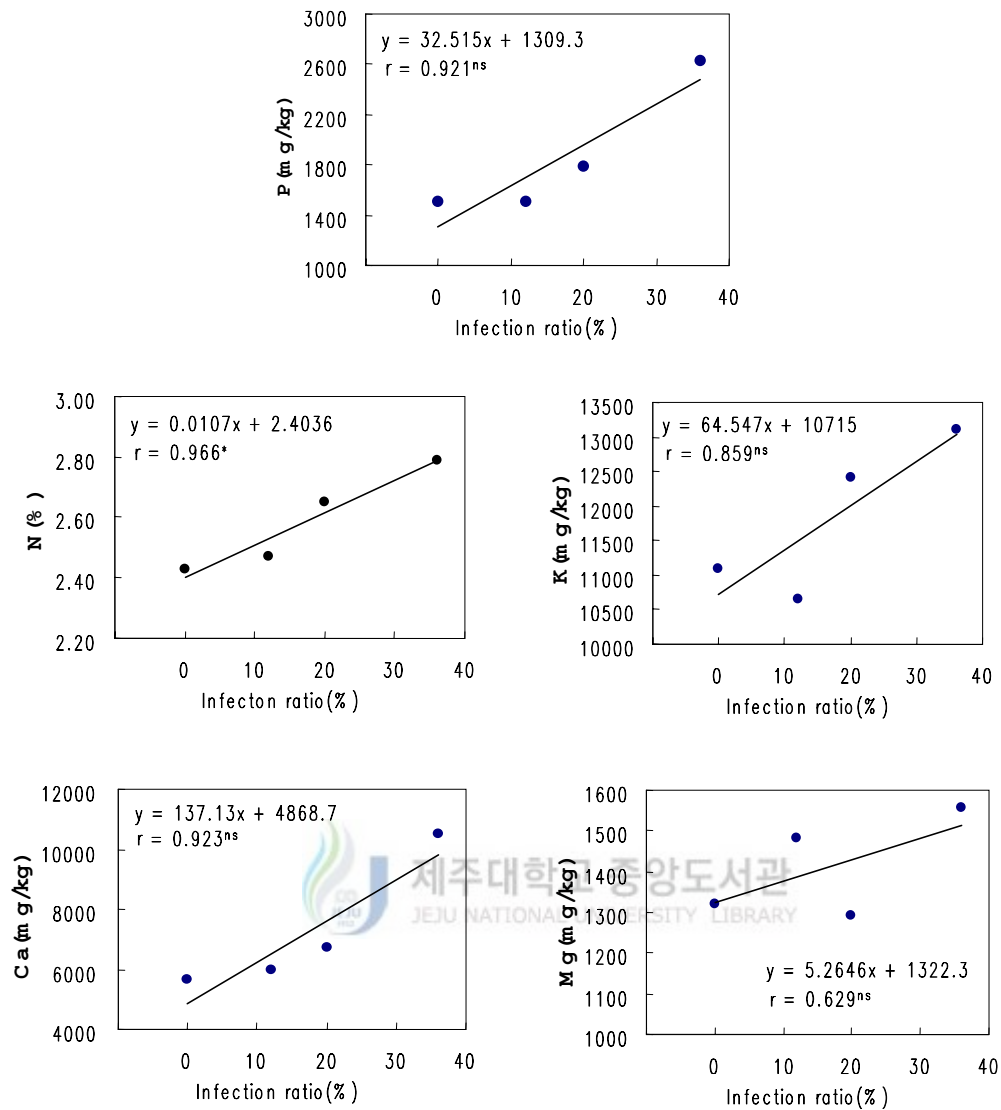 3000
2600
2200
1800
1400
1000
P (mg/kg)
y = 32.515x + 1309.3
r = 0.921ns
0 10 20 30 40
Infection ratio(%)
3.00
2.80
2.60
2.40
2.20
N (%)
y = 0.0107x + 2.4036
r = 0.966*
0 10 20 30 40
Infecton ratio(%)
13500
13000
12500
12000
11500
11000
10500
10000
K (mg/kg)
y = 64.547x + 10715
r = 0.859ns
0 10 20 30 40
Infection ratio(%)
12000
10000
8000
6000
4000
Ca (mg/kg)
y = 137.13x + 4868.7
r = 0.923ns
0 10 20 30 40
Infection ratio(%)
1600
1500
1400
1300
1200
1100
1000
Mg (mg/kg)
y = 5.2646x + 1322.3
r = 0.629ns
0 10 20 30 40
Infection ratio(%)
제주대학교 중앙도서관
JEJU NATIONAL UNIVERSITY LIBRARY
JEJU
1952